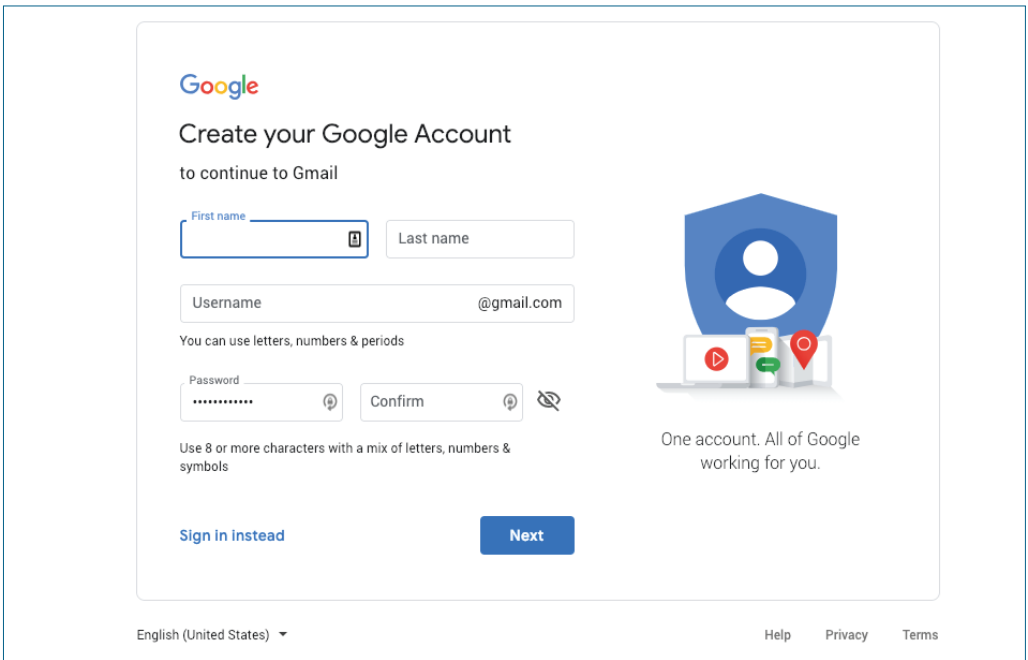 Google
Create your Google Account
to continue to Gmail
First name
Last name
Username @gmail.com
You can use letters, numbers & periods
Password
••••••••••••
Confirm
Use 8 or more characters with a mix of letters, numbers &
symbols
Sign in instead
Next
One account. All of Google
working for you.
English (United States)
Help Privacy Terms